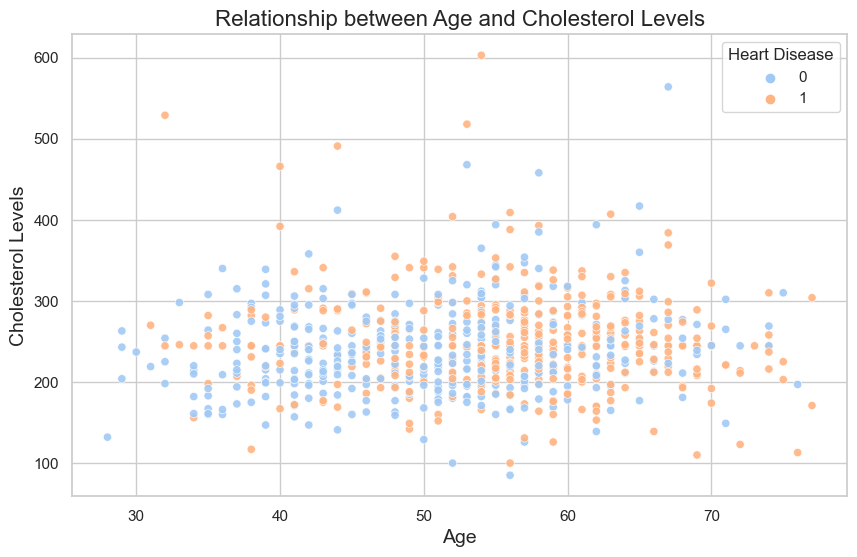 Relationship between Age and Cholesterol Levels
Heart Disease
0
1
Cholesterol Levels
600
500
400
300
200
100
30 40 50 60 70
Age